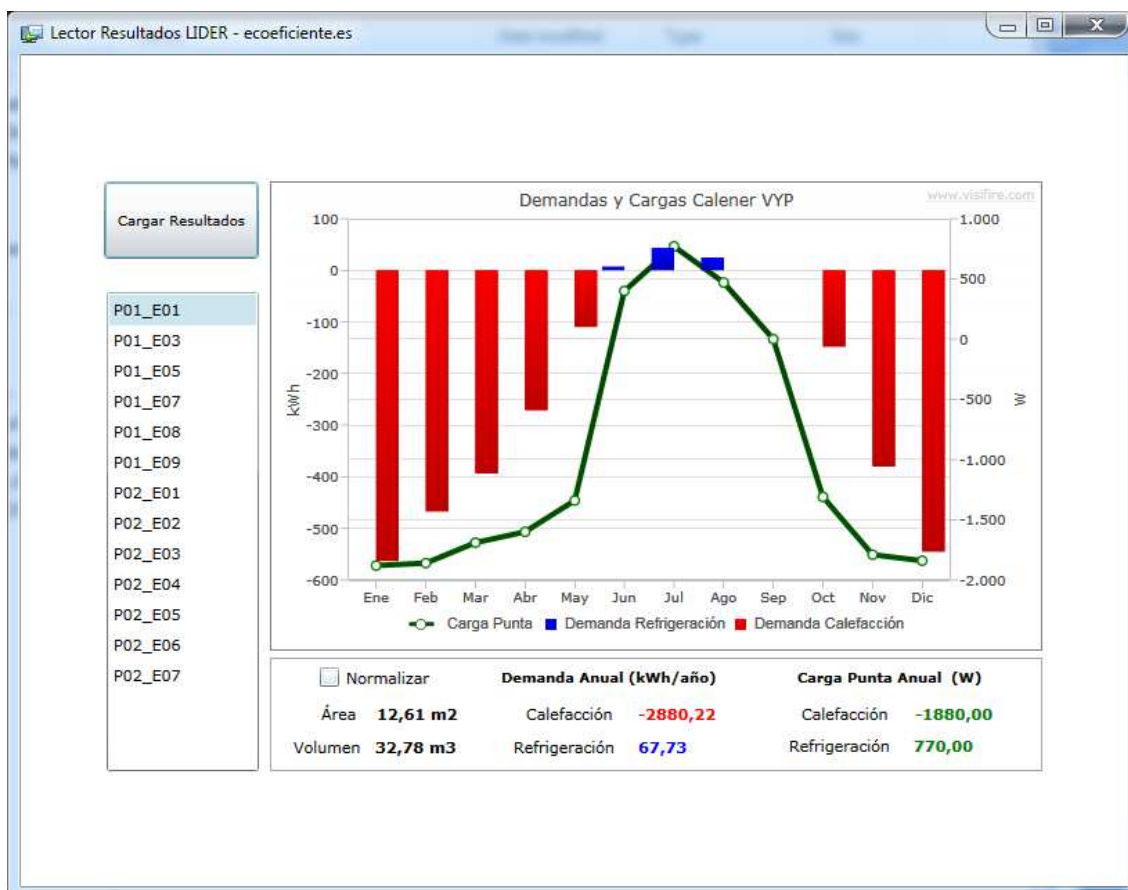 Lector Resultados LIDER - ecoeficiente.es
Date modified Type Size
Cargar Resultados
P01_E01
P01_E03
P01_E05
P01_E07
P01_E08
P01_E09
P02_E01
P02_E02
P02_E03
P02_E04
P02_E05
P02_E06
P02_E07
Demandas y Cargas Calener VYP
www.visifire.com
100
0
-100
-200
-300
-400
-500
-600
kWh
1.000
500
0
-500
-1.000
-1.500
-2.000
W
Ene Feb Mar Abr May Jun Jul Ago Sep Oct Nov Dic
Carga Punta Demanda Refrigeración Demanda Calefacción
Normalizar Demanda Anual (kWh/año) Carga Punta Anual (W)
Área 12,61 m2 Calefacción -2880,22 Calefacción -1880,00
Volumen 32,78 m3 Refrigeración 67,73 Refrigeración 770,00